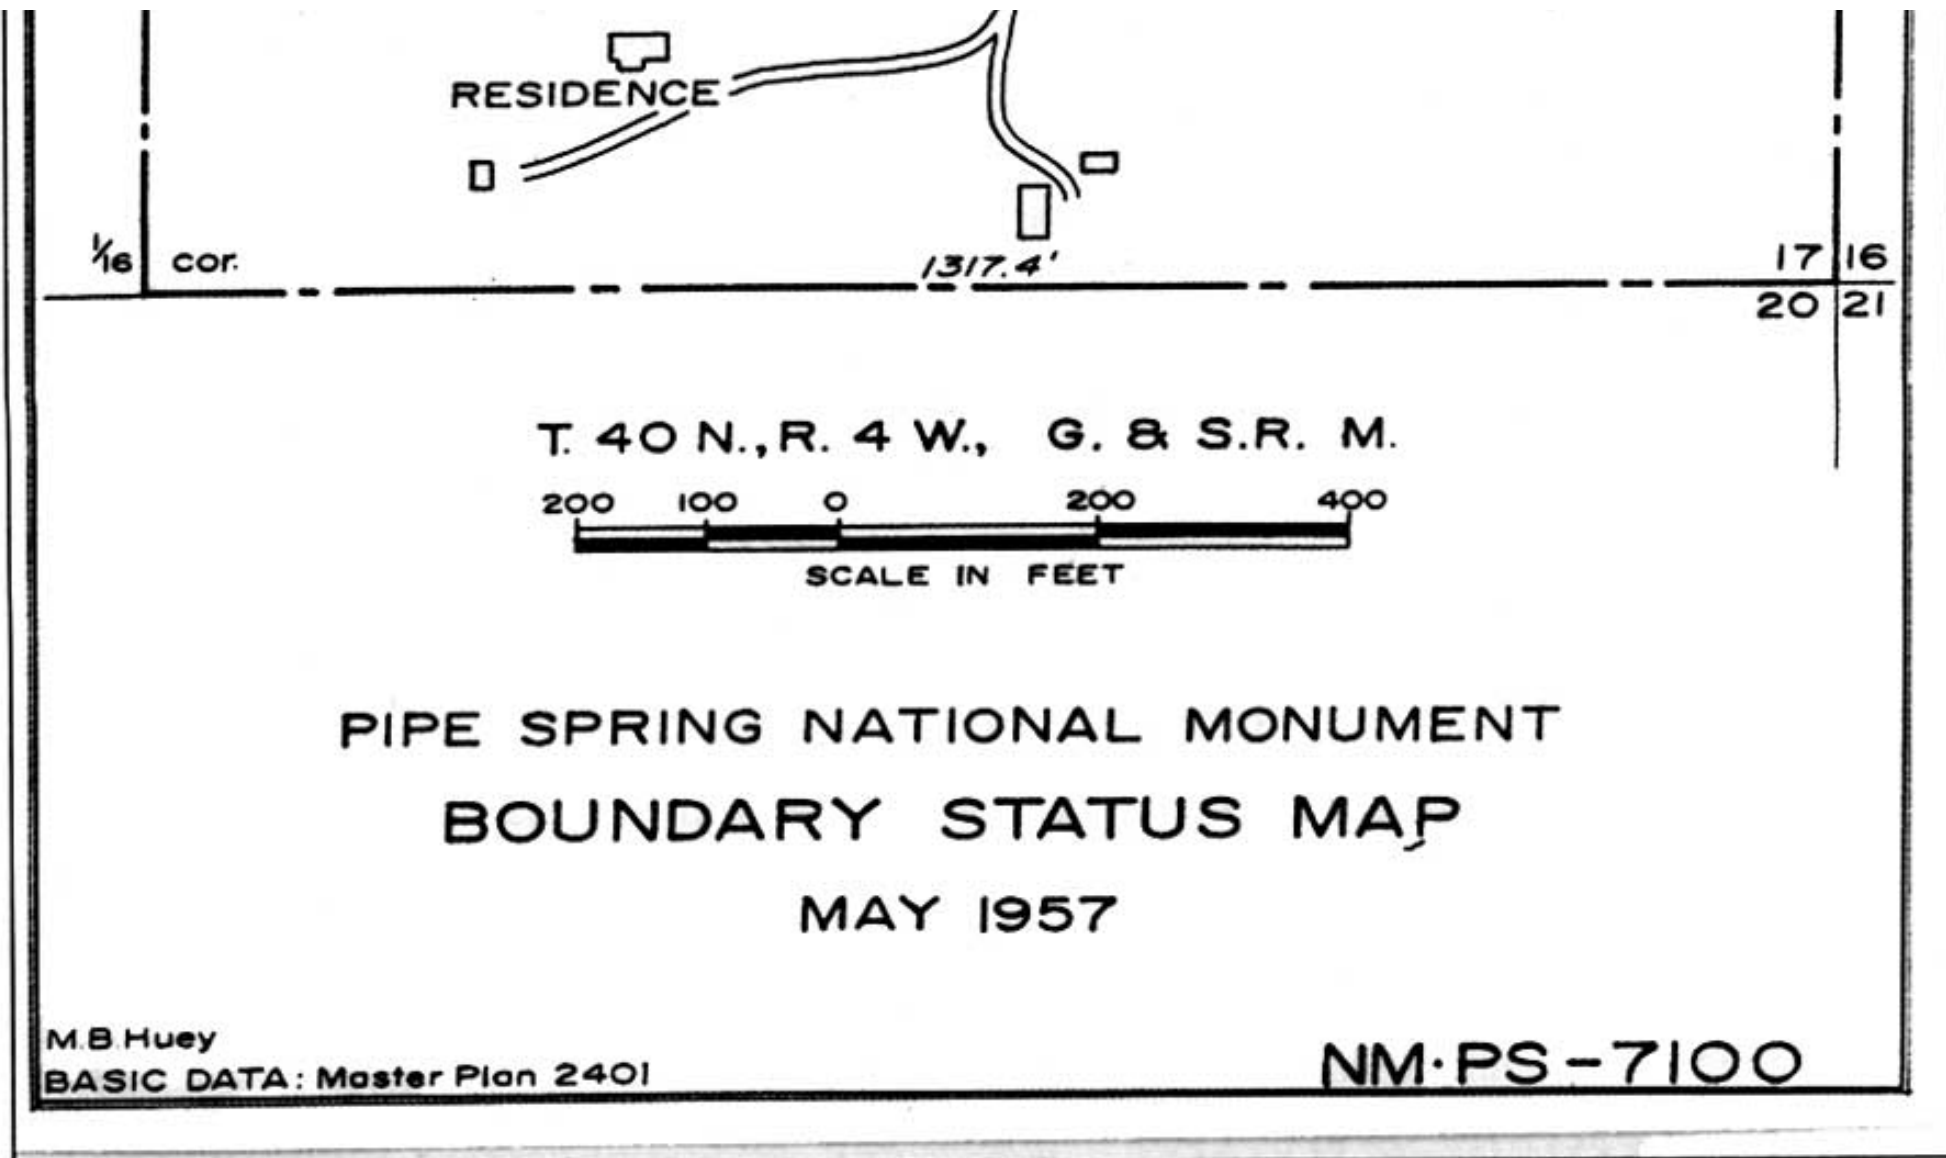 RESIDENCE
1/16 cor.
1317.4'
17 16
20 21
T. 40 N., R. 4 W., G. & S.R. M.
200 100 0 200 400
SCALE IN FEET
PIPE SPRING NATIONAL MONUMENT
BOUNDARY STATUS MAP
MAY 1957
M.B.Huey
BASIC DATA: Master Plan 2401
NM·PS-7100